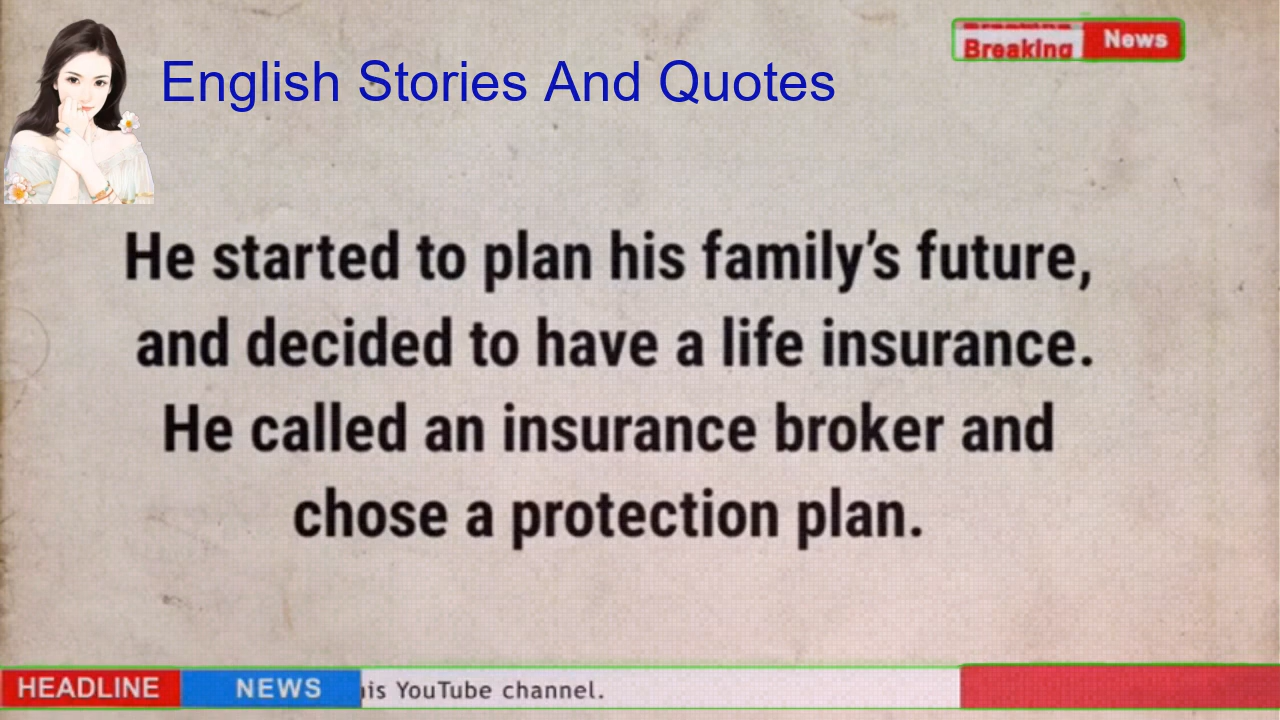 English Stories And Quotes
Breaking News
He started to plan his family’s future,
and decided to have a life insurance.
He called an insurance broker and
chose a protection plan.
HEADLINE NEWS YouTube channel.